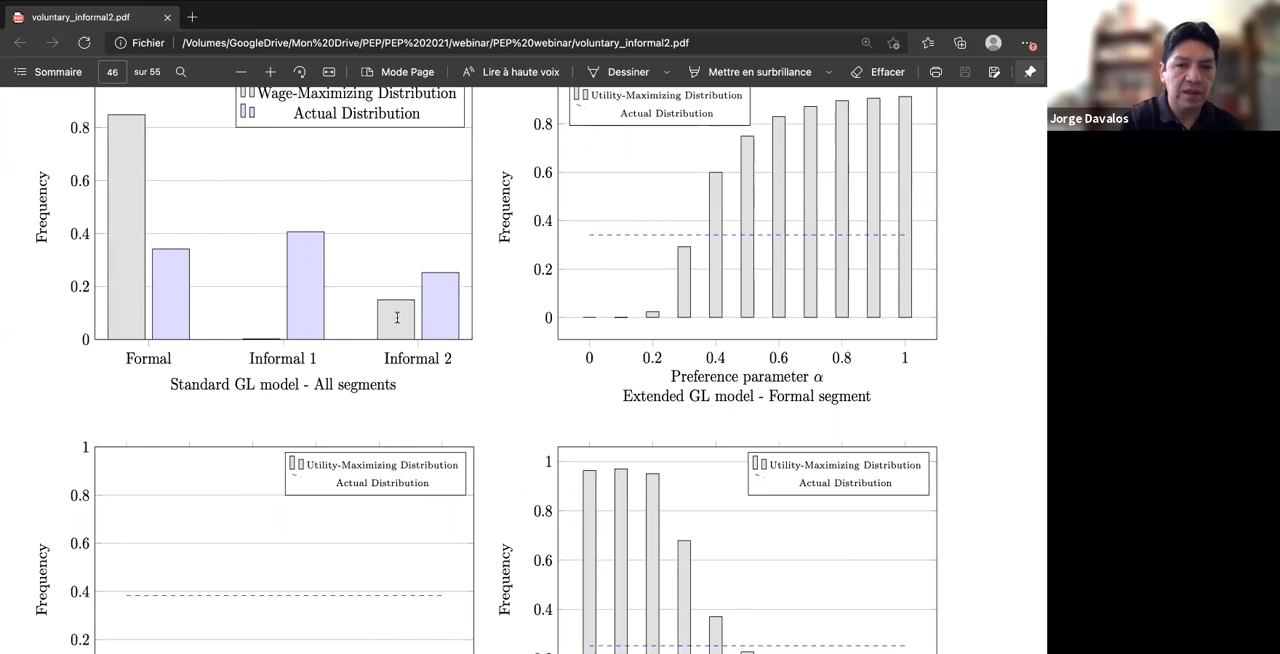 voluntary_informal2.pdf
Fichier /Volumes/GoogleDrive/Mon%20Drive/PEP/PEP%202021/webinar/PEP%20webinar/voluntary_informal2.pdf
Sommaire 46 sur 55 Mode Page Lire à haute voix Dessiner Mettre en surbrillance Effacer
Jorge Davalos
Wage-Maximizing Distribution
Actual Distribution
0.8
0.6
0.4
0.2
0
Frequency
Formal Informal 1 Informal 2
Standard GL model - All segments
Utility-Maximizing Distribution
Actual Distribution
0.8
0.6
0.4
0.2
0
Frequency
0 0.2 0.4 0.6 0.8 1
Preference parameter α
Extended GL model - Formal segment
Utility-Maximizing Distribution
Actual Distribution
1
0.8
0.6
0.4
0.2
Frequency
Utility-Maximizing Distribution
Actual Distribution
1
0.8
0.6
0.4
Frequency